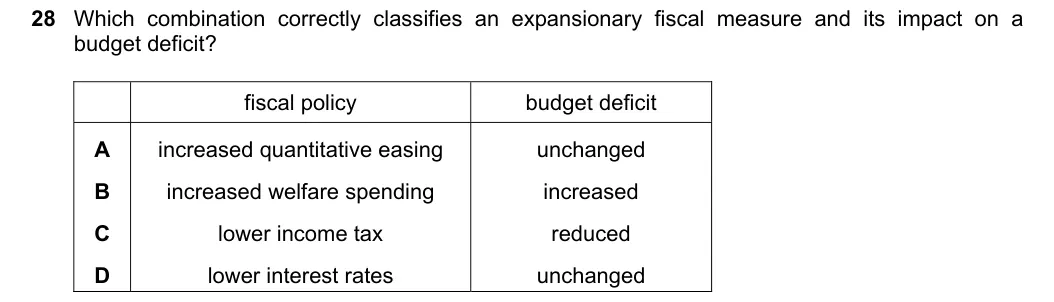 28 Which combination correctly classifies an expansionary fiscal measure and its impact on a
budget deficit?
fiscal policy budget deficit
A increased quantitative easing unchanged
B increased welfare spending increased
C lower income tax reduced
D lower interest rates unchanged